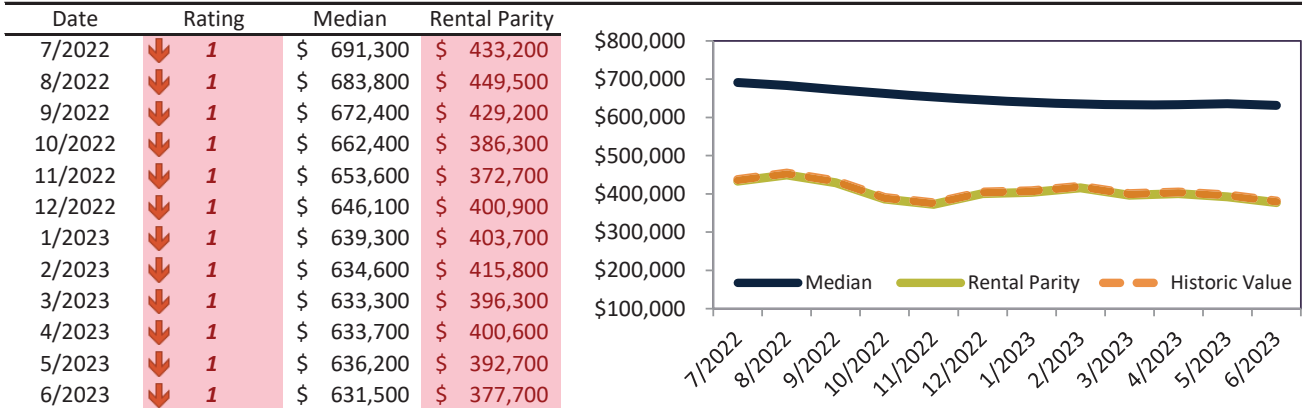 Date Rating Median Rental Parity
7/2022 1 $ 691,300 $ 433,200
8/2022 1 $ 683,800 $ 449,500
9/2022 1 $ 672,400 $ 429,200
10/2022 1 $ 662,400 $ 386,300
11/2022 1 $ 653,600 $ 372,700
12/2022 1 $ 646,100 $ 400,900
1/2023 1 $ 639,300 $ 403,700
2/2023 1 $ 634,600 $ 415,800
3/2023 1 $ 633,300 $ 396,300
4/2023 1 $ 633,700 $ 400,600
5/2023 1 $ 636,200 $ 392,700
6/2023 1 $ 631,500 $ 377,700
$800,000
$700,000
$600,000
$500,000
$400,000
$300,000
$200,000
$100,000
Median Rental Parity Historic Value
7/2022 8/2022 9/2022 10/2022 11/2022 12/2022 1/2023 2/2023 3/2023 4/2023 5/2023 6/2023